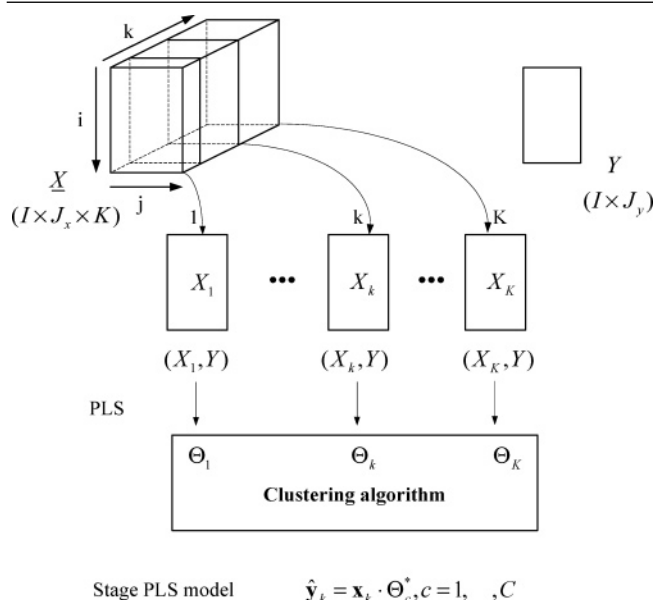 k
i
j
X
(I × J_x × K)
Y
(I × J_y)
1 k K
X_1 ••• X_k ••• X_K
(X_1, Y) (X_k, Y) (X_K, Y)
PLS
Θ_1 Θ_k Θ_K
Clustering algorithm
Stage PLS model ŷ_k = x_k · Θ_c^*, c = 1, , C